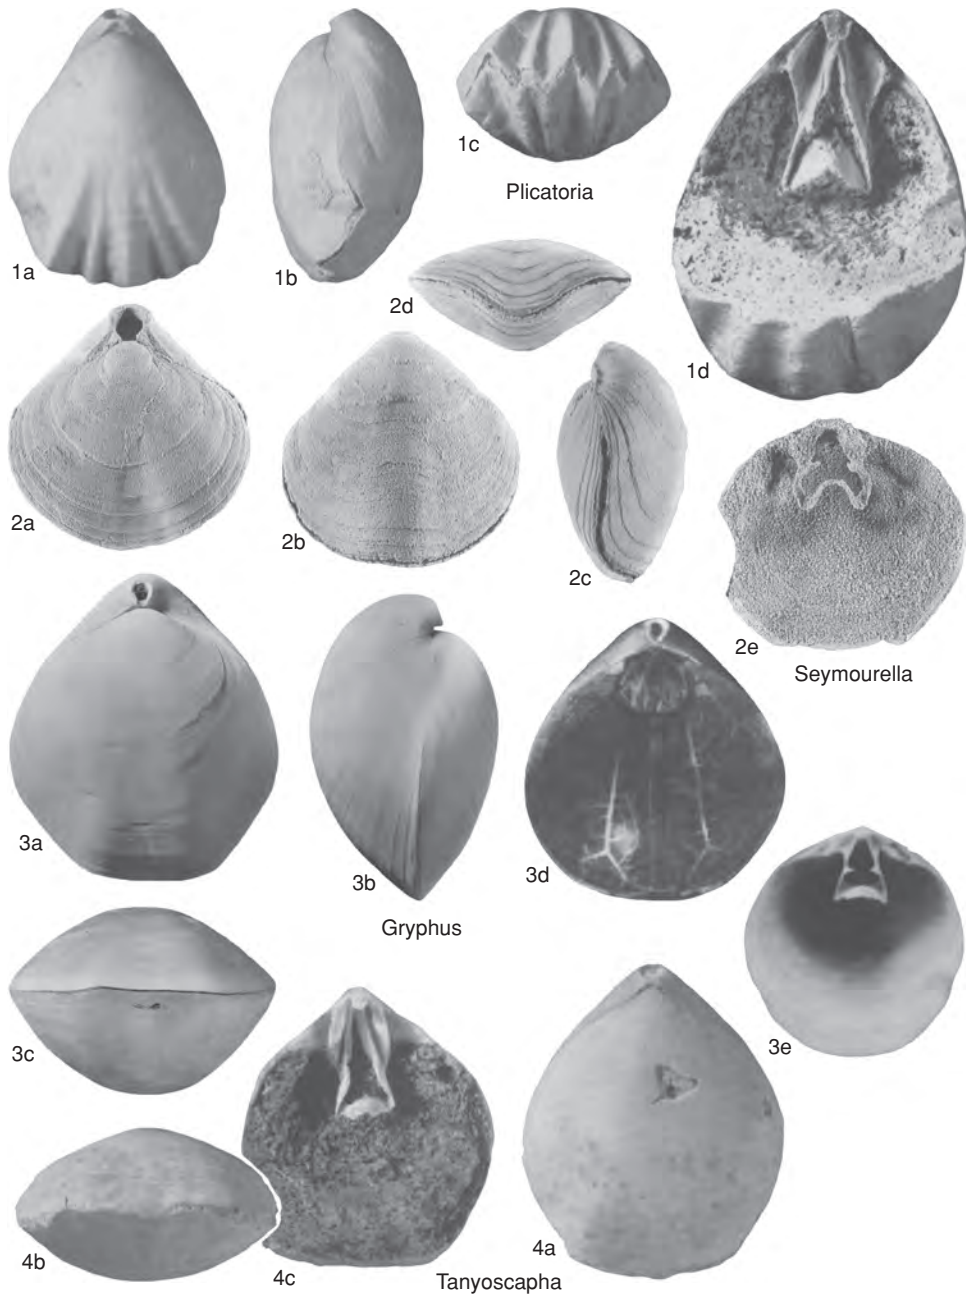 1a
1b
1c
Plicatoria
1d
2a
2b
2c
2d
2e
Seymourella
3a
3b
Gryphus
3c
3d
3e
4a
4b
4c
Tanyoscapha